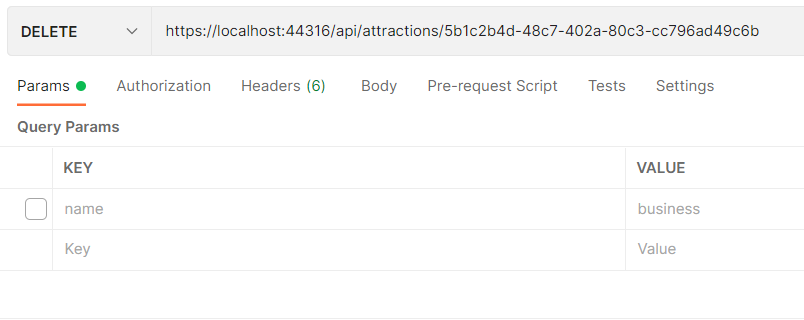 DELETE https://localhost:44316/api/attractions/5b1c2b4d-48c7-402a-80c3-cc796ad49c6b
Params Authorization Headers (6) Body Pre-request Script Tests Settings
Query Params
KEY VALUE
name business
Key Value